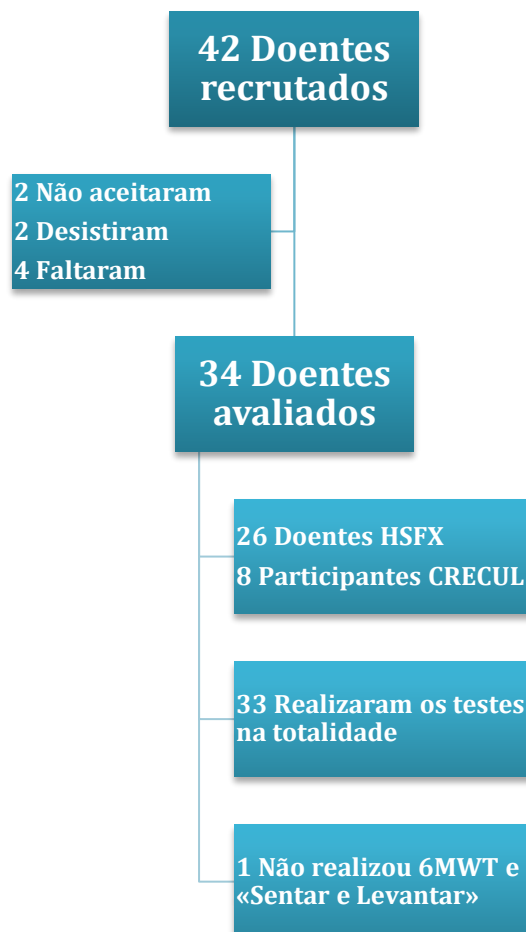 42 Doentes
recrutados
2 Não aceitaram
2 Desistiram
4 Faltaram
34 Doentes
avaliados
26 Doentes HSFX
8 Participantes CRECUL
33 Realizaram os testes
na totalidade
1 Não realizou 6MWT e
«Sentar e Levantar»